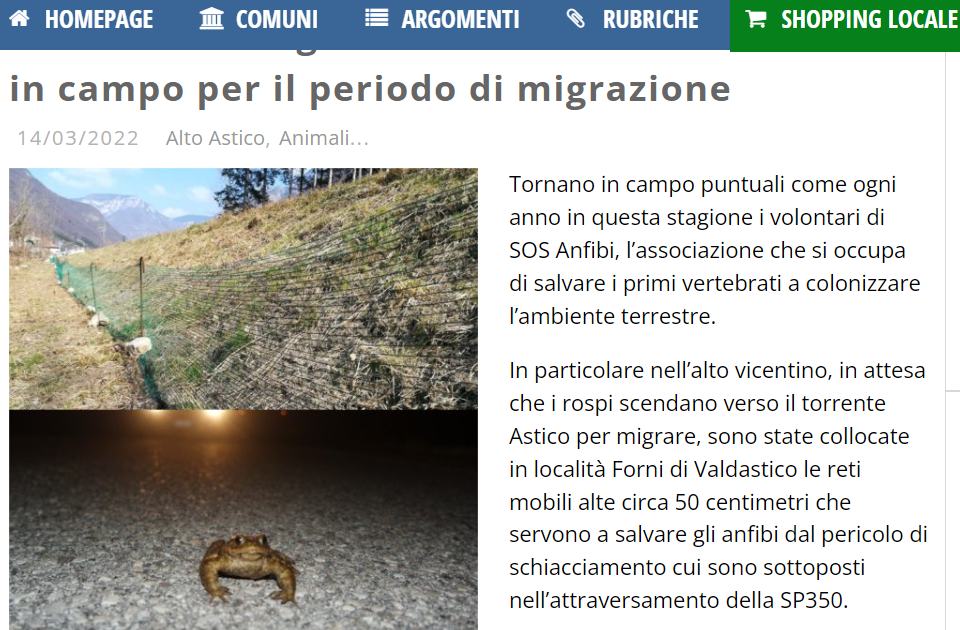 HOMEPAGE
COMUNI
ARGOMENTI
RUBRICHE
SHOPPING LOCALE
in campo per il periodo di migrazione
14/03/2022 Alto Astico, Animali...
Tornano in campo puntuali come ogni
anno in questa stagione i volontari di
SOS Anfibi, l’associazione che si occupa
di salvare i primi vertebrati a colonizzare
l’ambiente terrestre.
In particolare nell’alto vicentino, in attesa
che i rospi scendano verso il torrente
Astico per migrare, sono state collocate
in località Forni di Valdastico le reti
mobili alte circa 50 centimetri che
servono a salvare gli anfibi dal pericolo di
schiacciamento cui sono sottoposti
nell’attraversamento della SP350.